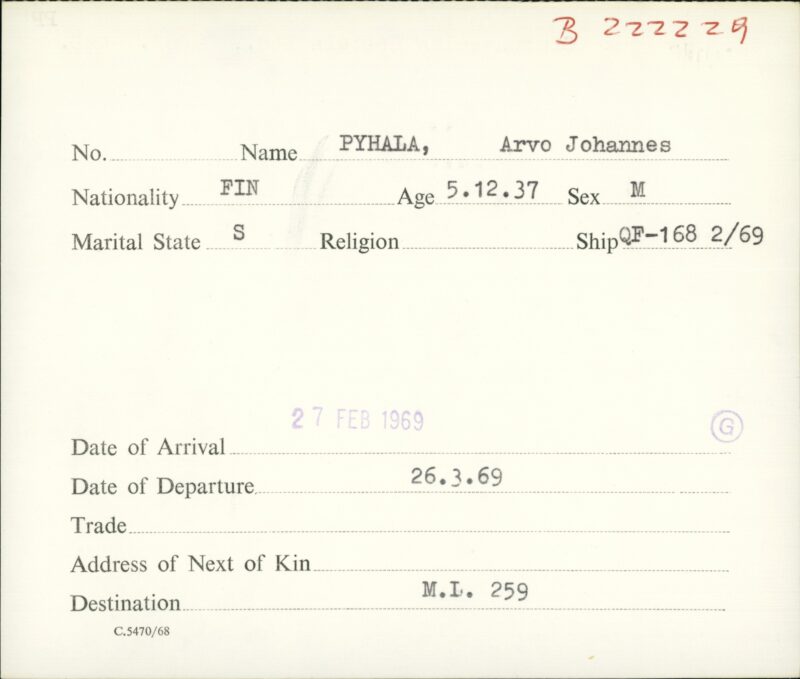 B 222229
No. Name PYHALA, Arvo Johannes
Nationality FIN Age 5.12.37 Sex M
Marital State S Religion Ship QF-168 2/69
27 FEB 1969 G
Date of Arrival
Date of Departure 26.3.69
Trade
Address of Next of Kin
Destination M.L. 259
C.5470/68